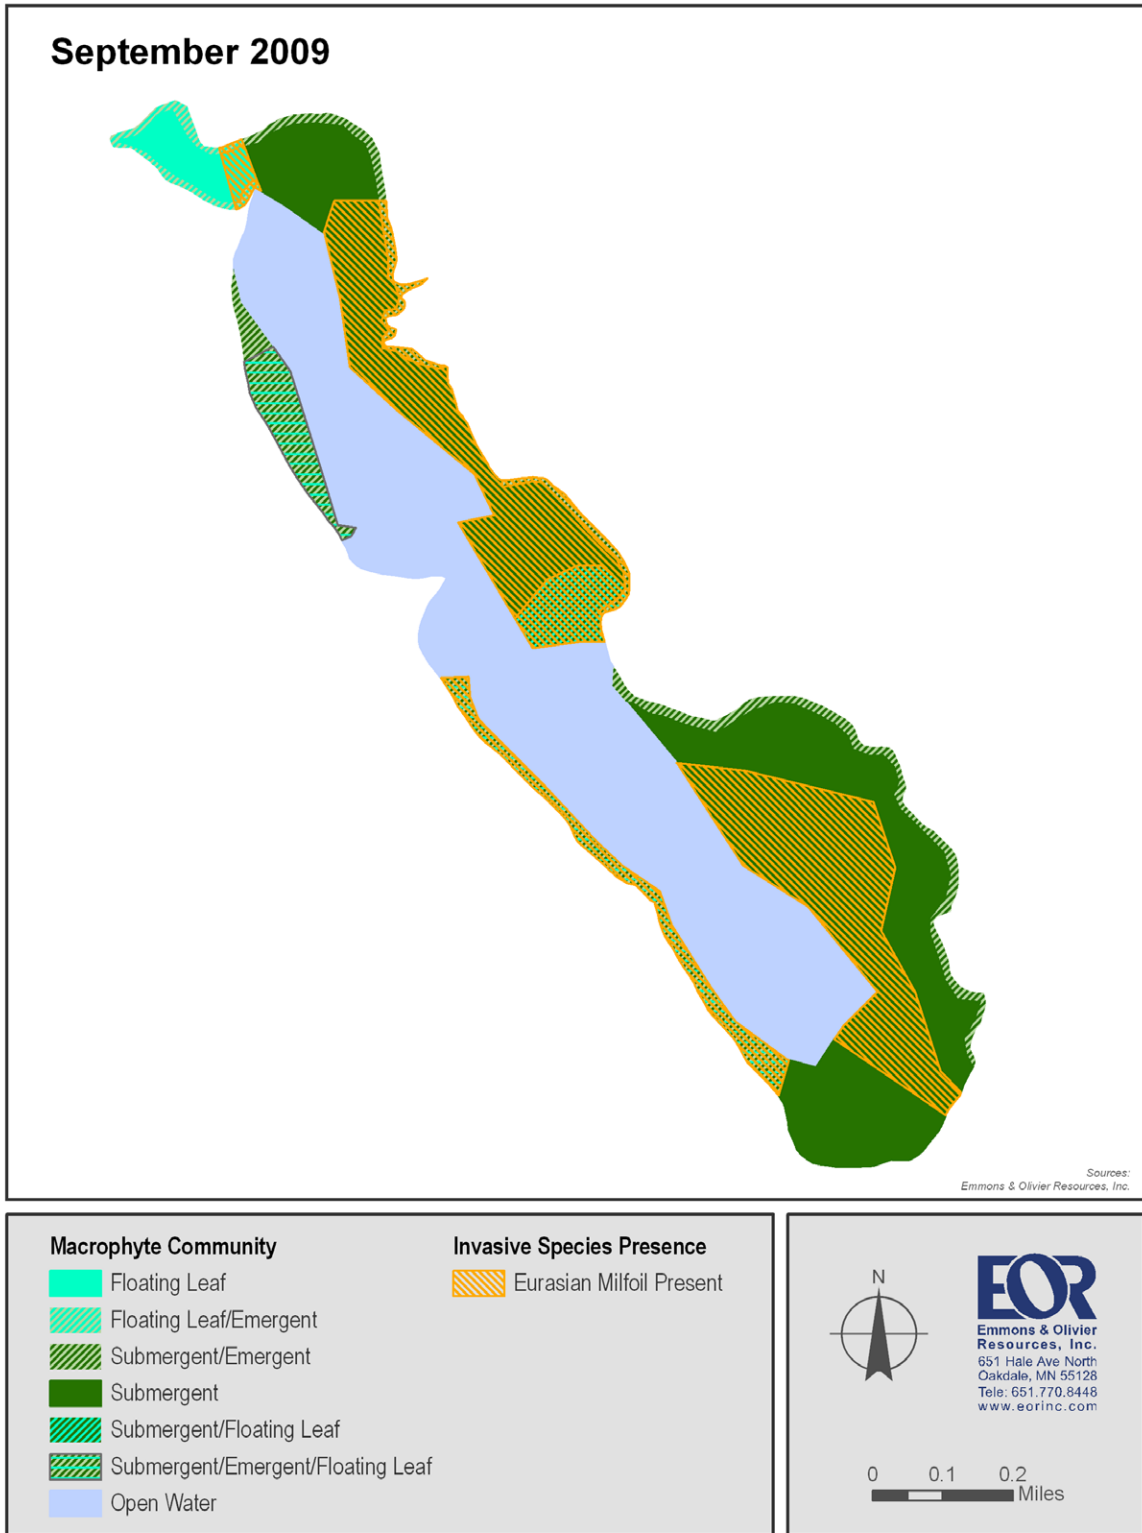 September 2009
Sources:
Emmons & Olivier Resources, Inc.
Macrophyte Community
Floating Leaf
Floating Leaf/Emergent
Submergent/Emergent
Submergent
Submergent/Floating Leaf
Submergent/Emergent/Floating Leaf
Open Water
Invasive Species Presence
Eurasian Milfoil Present
N
EOR
Emmons & Olivier
Resources, Inc.
651 Hale Ave North
Oakdale, MN 55128
Tele: 651.770.8448
www.eorinc.com
0 0.1 0.2
Miles